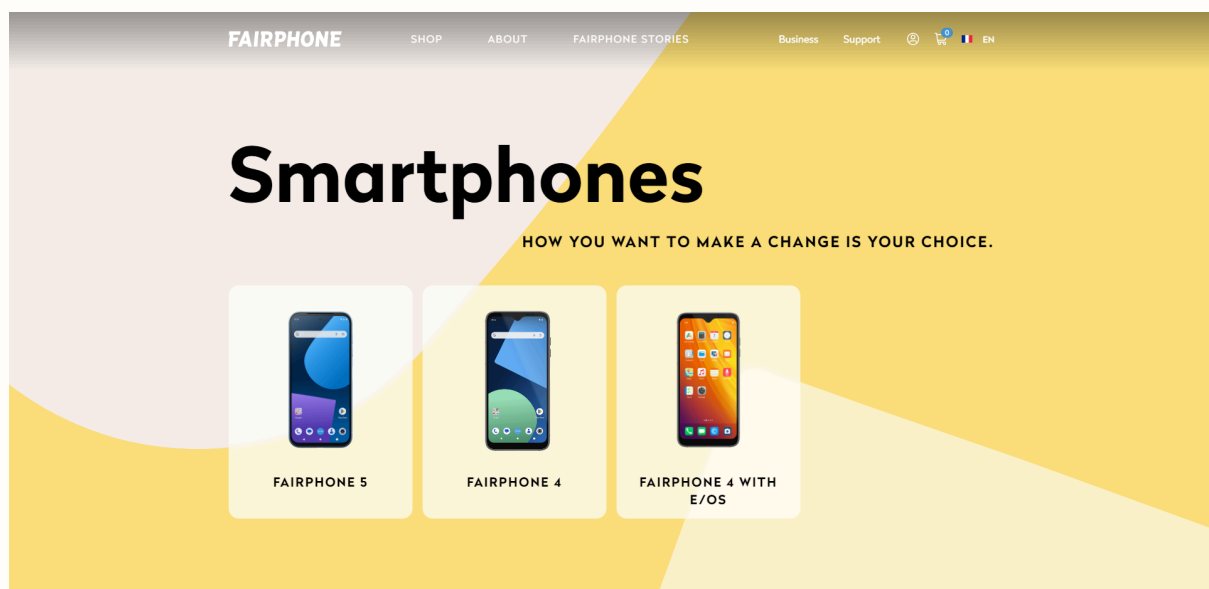 FAIRPHONE SHOP ABOUT FAIRPHONE STORIES Business Support 0 EN
Smartphones
HOW YOU WANT TO MAKE A CHANGE IS YOUR CHOICE.
FAIRPHONE 5
FAIRPHONE 4
FAIRPHONE 4 WITH
E/OS